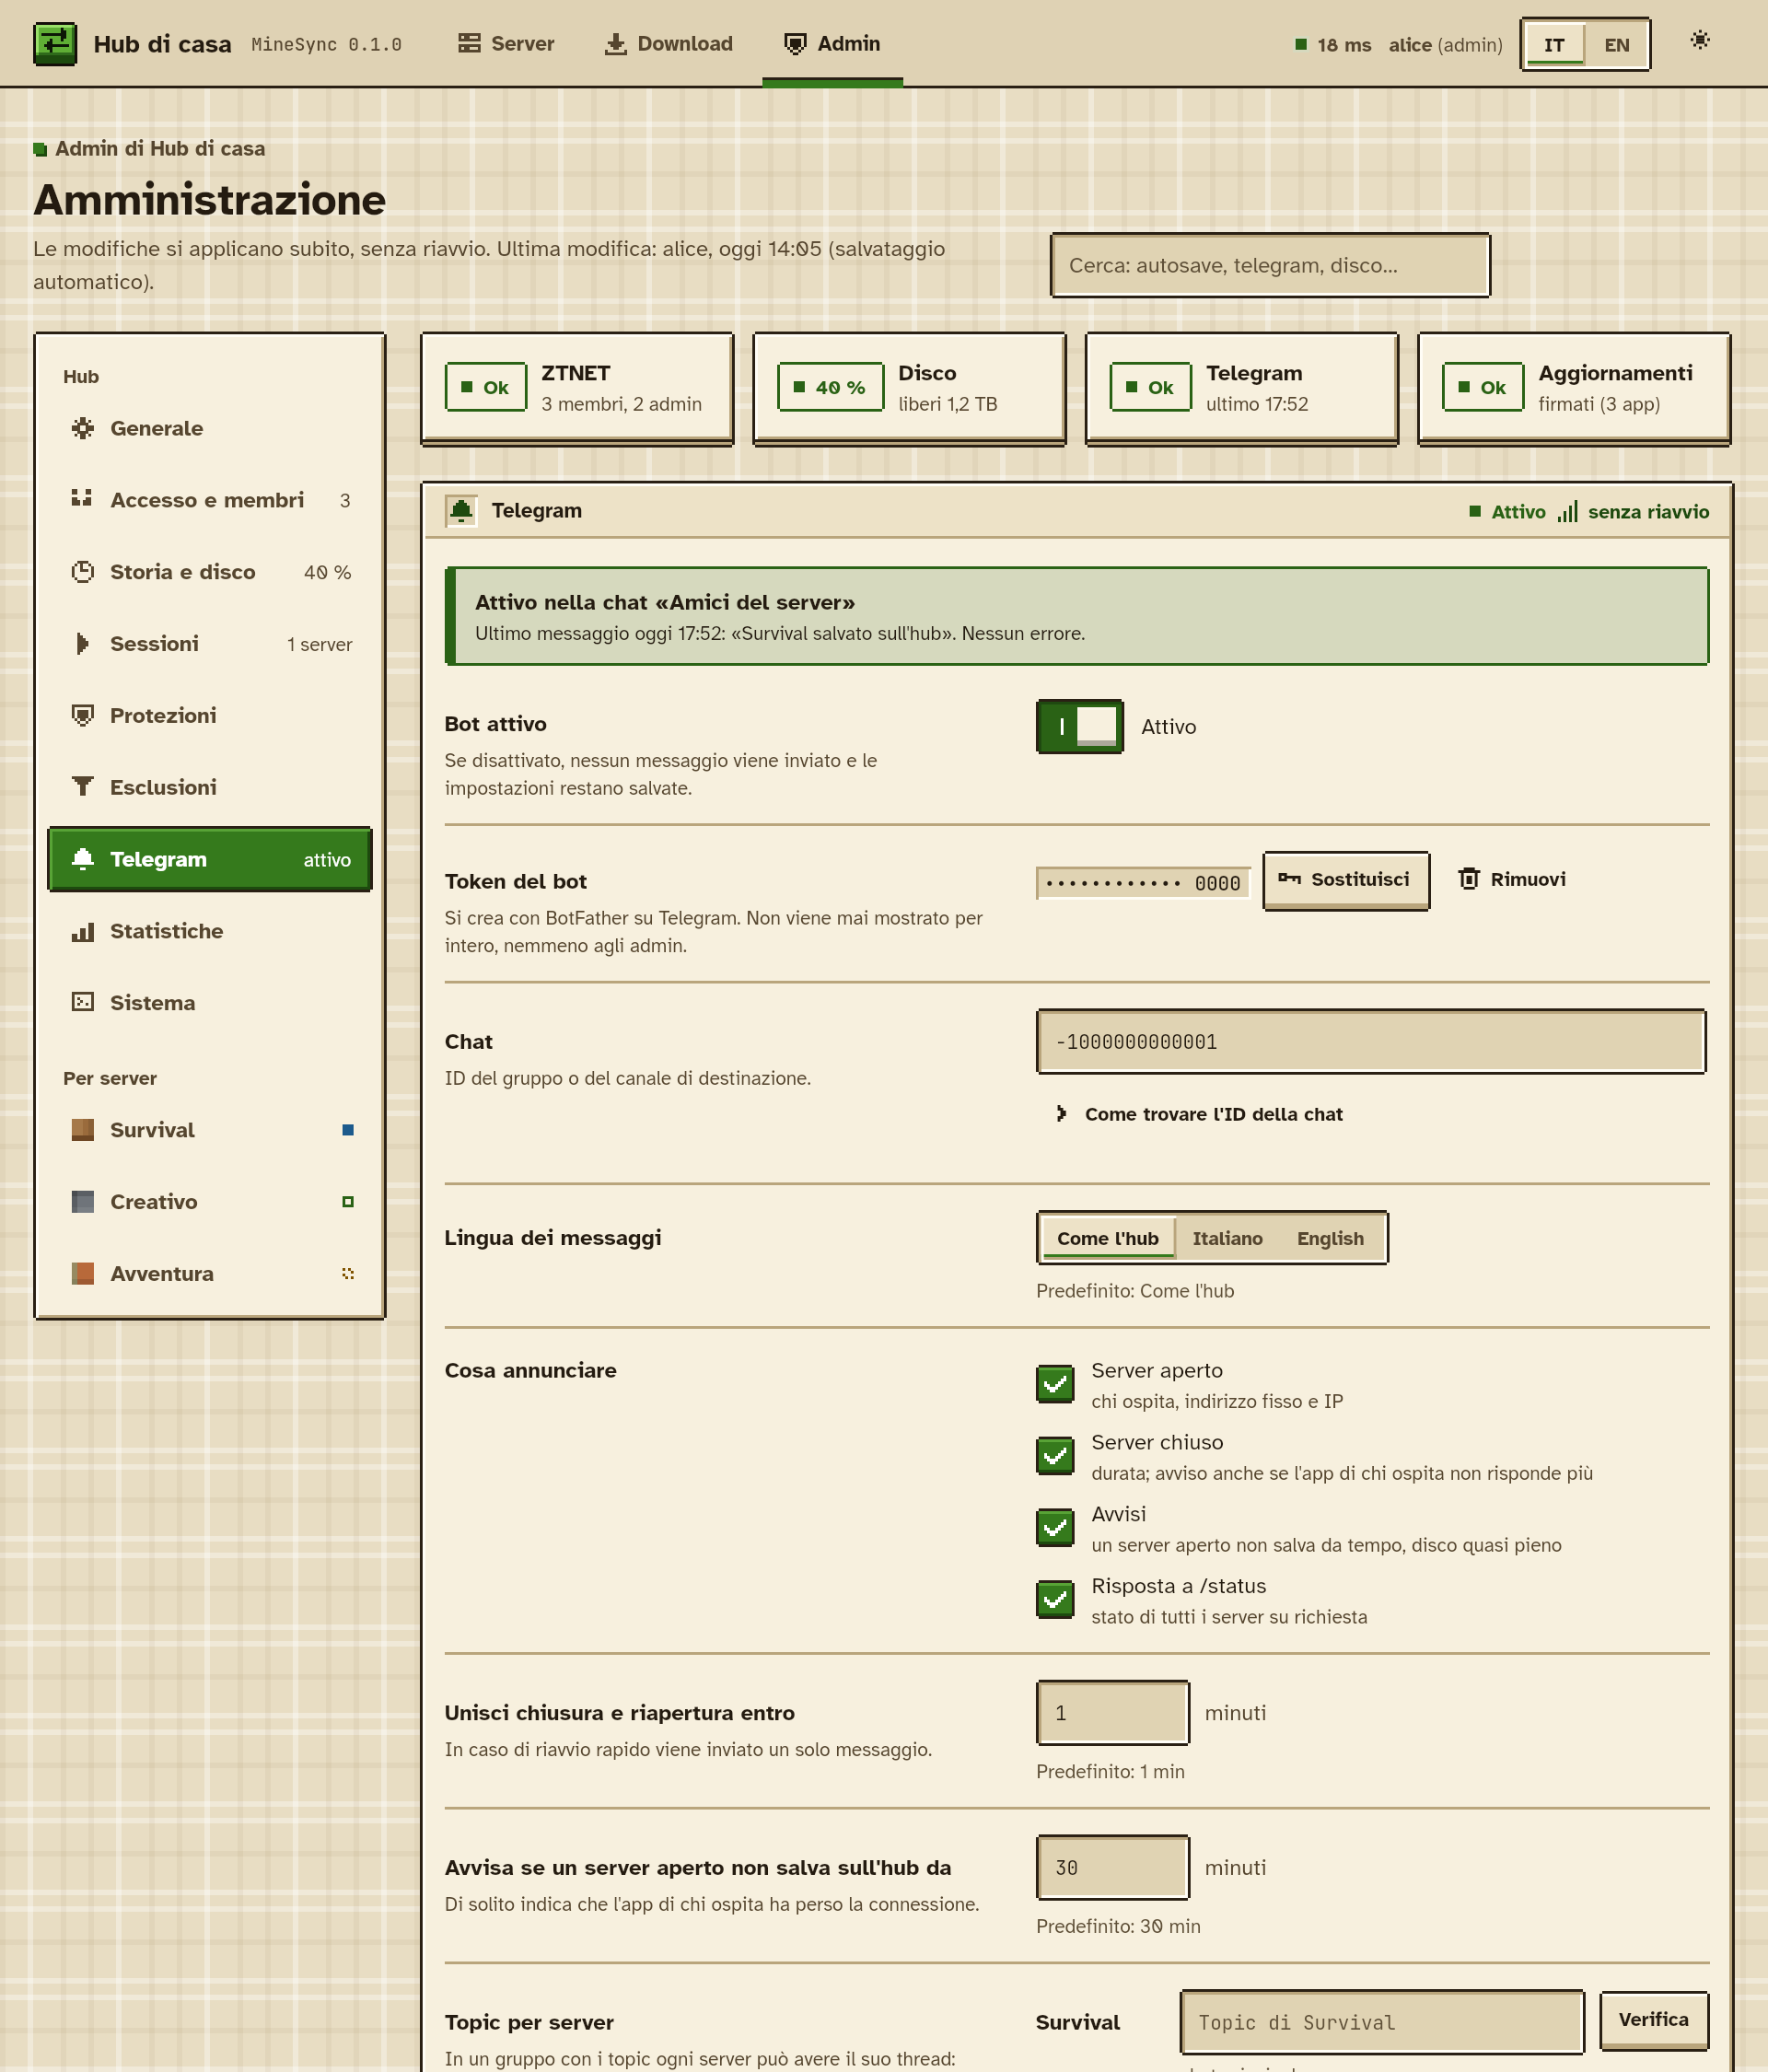 Hub di casa MineSync 0.1.0 Server Download Admin 18 ms alice (admin) IT EN
Admin di Hub di casa
Amministrazione
Le modifiche si applicano subito, senza riavvio. Ultima modifica: alice, oggi 14:05 (salvataggio
automatico).
Cerca: autosave, telegram, disco...
Hub
Generale
Accesso e membri 3
Storia e disco 40 %
Sessioni 1 server
Protezioni
Esclusioni
Telegram attivo
Statistiche
Sistema
Per server
Survival
Creativo
Avventura
Ok ZTNET
3 membri, 2 admin
40 % Disco
liberi 1,2 TB
Ok Telegram
ultimo 17:52
Ok Aggiornamenti
firmati (3 app)
Telegram Attivo senza riavvio
Attivo nella chat «Amici del server»
Ultimo messaggio oggi 17:52: «Survival salvato sull'hub». Nessun errore.
Bot attivo Attivo
Se disattivato, nessun messaggio viene inviato e le
impostazioni restano salvate.
Token del bot •••••••••••• 0000 Sostituisci Rimuovi
Si crea con BotFather su Telegram. Non viene mai mostrato per
intero, nemmeno agli admin.
Chat -1000000000001
ID del gruppo o del canale di destinazione.
Come trovare l'ID della chat
Lingua dei messaggi Come l'hub Italiano English
Predefinito: Come l'hub
Cosa annunciare
Server aperto
chi ospita, indirizzo fisso e IP
Server chiuso
durata; avviso anche se l'app di chi ospita non risponde più
Avvisi
un server aperto non salva da tempo, disco quasi pieno
Risposta a /status
stato di tutti i server su richiesta
Unisci chiusura e riapertura entro 1 minuti
In caso di riavvio rapido viene inviato un solo messaggio.
Predefinito: 1 min
Avvisa se un server aperto non salva sull'hub da 30 minuti
Di solito indica che l'app di chi ospita ha perso la connessione.
Predefinito: 30 min
Topic per server Survival Topic di Survival Verifica
In un gruppo con i topic ogni server può avere il suo thread: